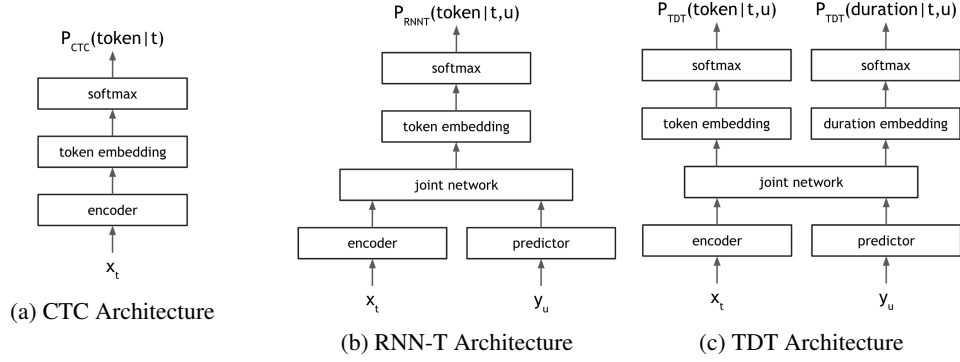 P_CTC(token|t)
softmax
token embedding
encoder
x_t
(a) CTC Architecture
P_RNNT(token|t,u)
softmax
token embedding
joint network
encoder
predictor
x_t
y_u
(b) RNN-T Architecture
P_TDT(token|t,u)
P_TDT(duration|t,u)
softmax
softmax
token embedding
duration embedding
joint network
encoder
predictor
x_t
y_u
(c) TDT Architecture